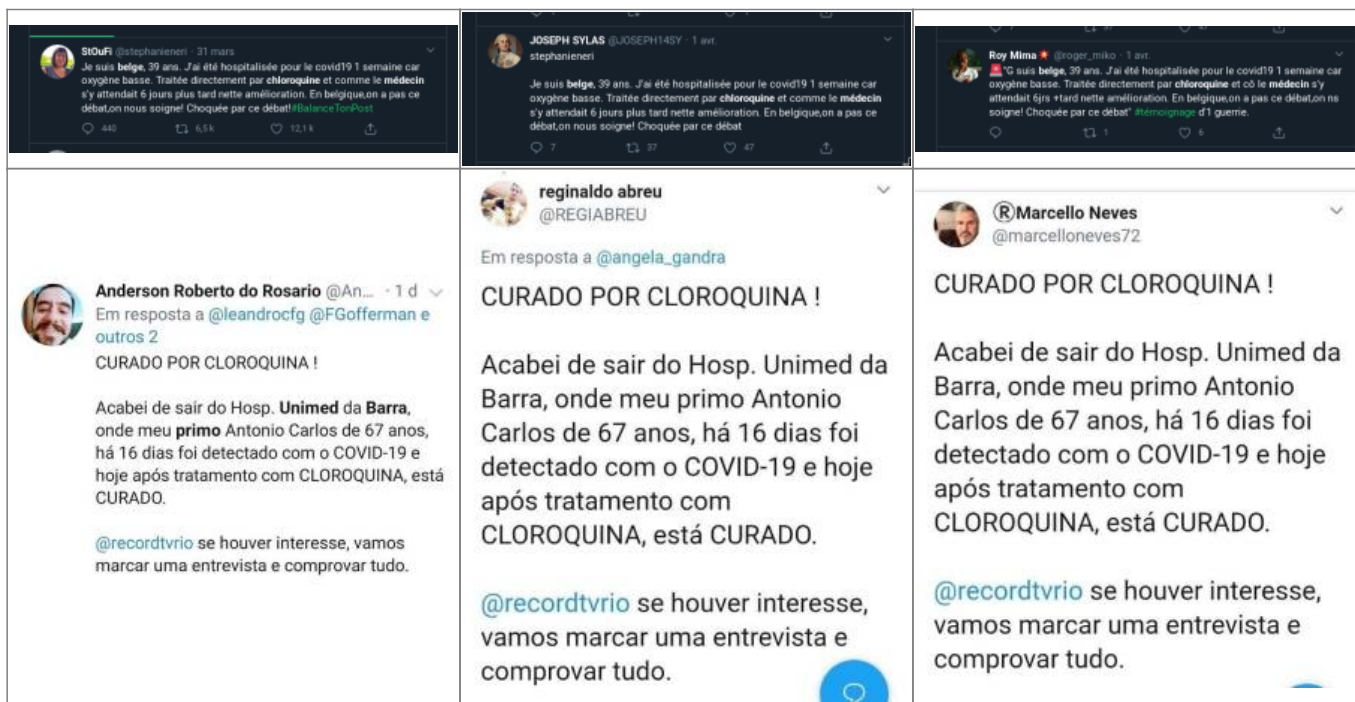 StOuFi @stephanieneri · 31 mars
Je suis belge, 39 ans. J'ai été hospitalisée pour le covid19 1 semaine car
oxygène basse. Traitée directement par chloroquine et comme le médecin
s'y attendait 6 jours plus tard nette amélioration. En belgique,on a pas ce
débat,on nous soigne! Choquée par ce débat!#BalanceTonPost
440 6,5 k 12,1 k
JOSEPH SYLAS @JOSEPH14SY · 1 avr.
stephanieneri
Je suis belge, 39 ans. J'ai été hospitalisée pour le covid19 1 semaine car
oxygène basse. Traitée directement par chloroquine et comme le médecin
s'y attendait 6 jours plus tard nette amélioration. En belgique,on a pas ce
débat,on nous soigne! Choquée par ce débat
7 37 47
Roy Mima @roger_miko · 1 avr.
"G suis belge, 39 ans. J'ai été hospitalisée pour le covid19 1 semaine car
oxygène basse. Traitée directement par chloroquine et cô le médecin s'y
attendait 6jrs +tard nette amélioration. En belgique,on a pas ce débat,on ns
soigne! Choquée par ce débat" #témoignage d'1 guerrie.
1 6
Anderson Roberto do Rosario @An... · 1 d
Em resposta a @leandrocfg @FGofferman e
outros 2
CURADO POR CLOROQUINA !
Acabei de sair do Hosp. Unimed da Barra,
onde meu primo Antonio Carlos de 67 anos,
há 16 dias foi detectado com o COVID-19 e
hoje após tratamento com CLOROQUINA, está
CURADO.
@recordtvrio se houver interesse, vamos
marcar uma entrevista e comprovar tudo.
reginaldo abreu
@REGIABREU
Em resposta a @angela_gandra
CURADO POR CLOROQUINA !
Acabei de sair do Hosp. Unimed da
Barra, onde meu primo Antonio
Carlos de 67 anos, há 16 dias foi
detectado com o COVID-19 e hoje
após tratamento com
CLOROQUINA, está CURADO.
@recordtvrio se houver interesse,
vamos marcar uma entrevista e
comprovar tudo.
®Marcello Neves
@marcelloneves72
CURADO POR CLOROQUINA !
Acabei de sair do Hosp. Unimed da
Barra, onde meu primo Antonio
Carlos de 67 anos, há 16 dias foi
detectado com o COVID-19 e hoje
após tratamento com
CLOROQUINA, está CURADO.
@recordtvrio se houver interesse,
vamos marcar uma entrevista e
comprovar tudo.